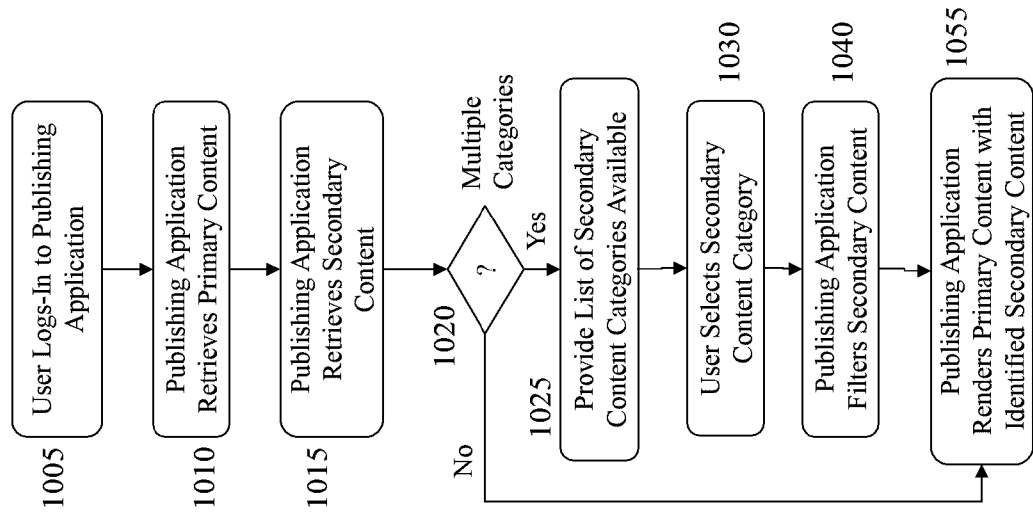 1005
User Logs-In to Publishing
Application
1010
Publishing Application
Retrieves Primary Content
1015
Publishing Application
Retrieves Secondary
Content
1020
?
Multiple
Categories
No
Yes
1025
Provide List of Secondary
Content Categories Available
1030
User Selects Secondary
Content Category
1040
Publishing Application
Filters Secondary Content
1055
Publishing Application
Renders Primary Content with
Identified Secondary Content